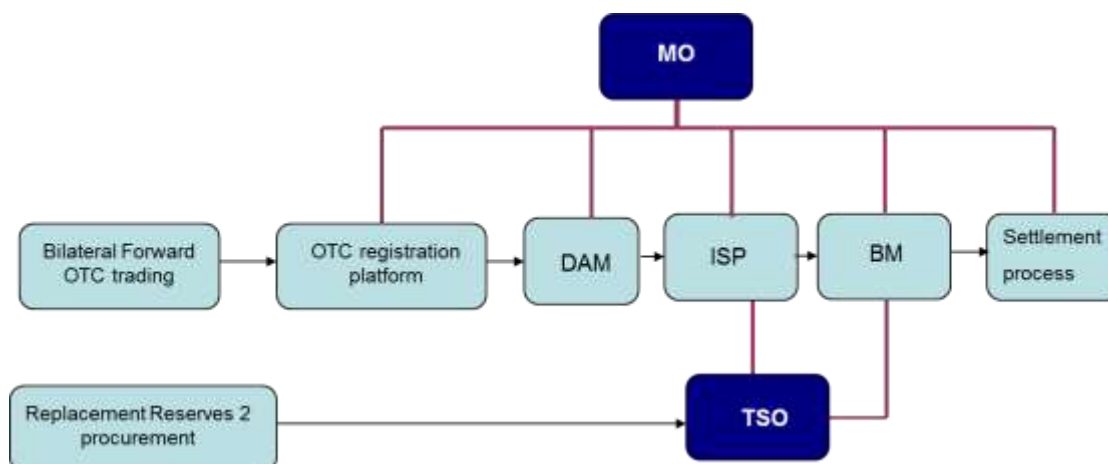 MO
Bilateral Forward
OTC trading
OTC registration
platform
DAM
ISP
BM
Settlement
process
Replacement Reserves 2
procurement
TSO